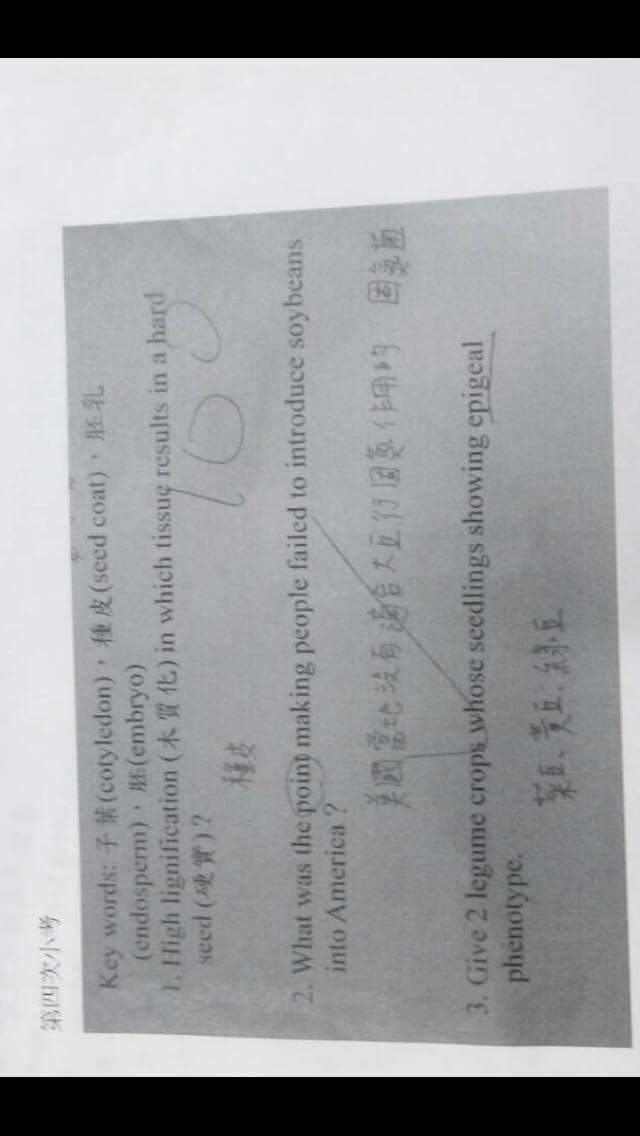 第四次小考
Key words: 子葉(cotyledon)，種皮(seed coat)，胚乳
(endosperm)，胚(embryo)
1. High lignification (木質化) in which tissue results in a hard
seed (硬實)?
種皮
100
2. What was the point making people failed to introduce soybeans
into America?
美國當地沒有適合大豆行固氮作用的 固氮菌
3. Give 2 legume crops whose seedlings showing epigeal
phenotype.
菜豆、黃豆、綠豆